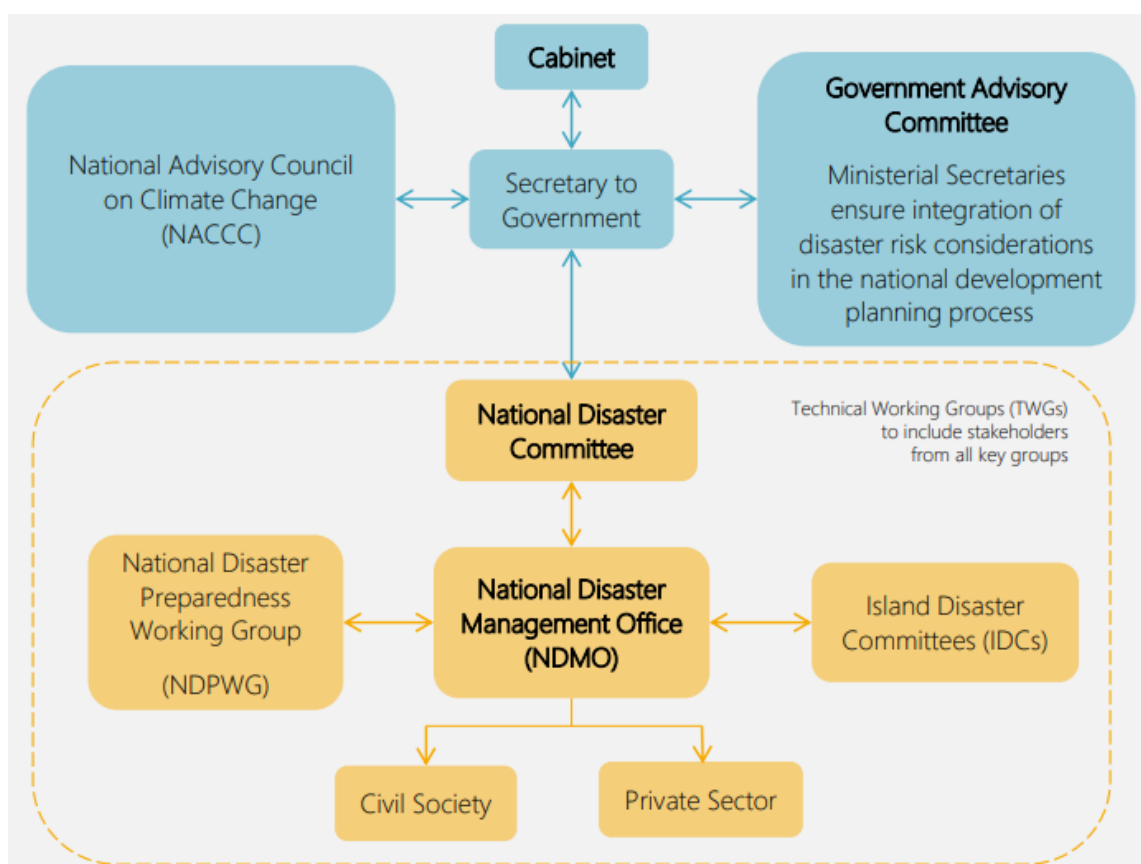 Cabinet
National Advisory Council
on Climate Change
(NACCC)
Secretary to
Government
Government Advisory
Committee
Ministerial Secretaries
ensure integration of
disaster risk considerations
in the national development
planning process
National Disaster
Committee
Technical Working Groups (TWGs)
to include stakeholders
from all key groups
National Disaster
Preparedness
Working Group
(NDPWG)
National Disaster
Management Office
(NDMO)
Island Disaster
Committees (IDCs)
Civil Society
Private Sector